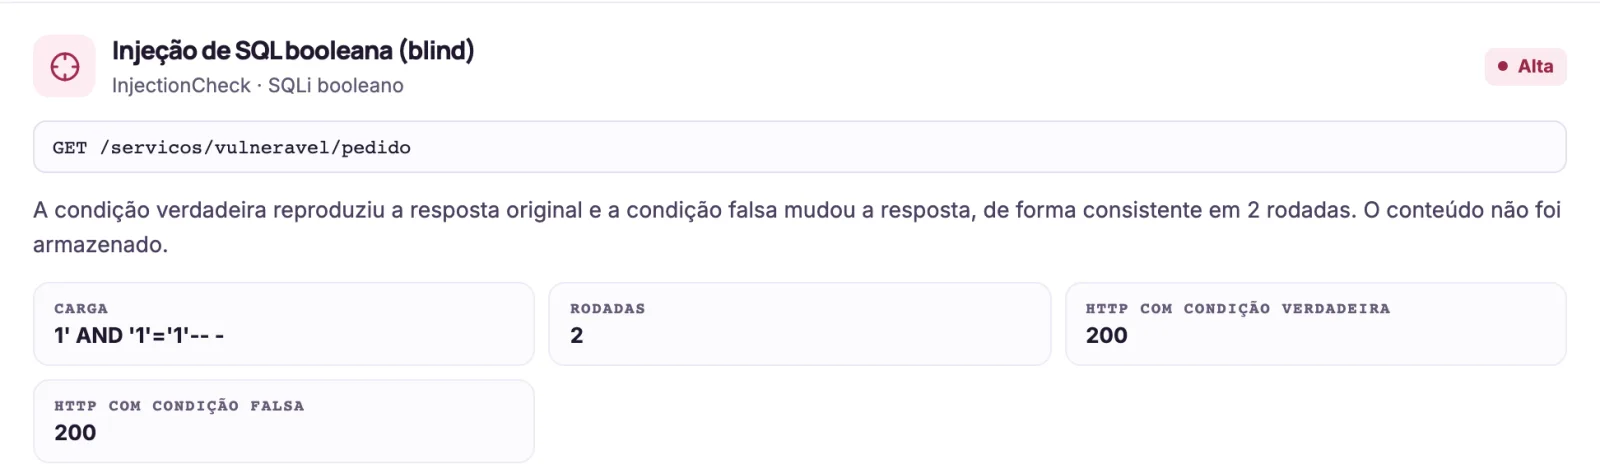 Injeção de SQL booleana (blind)
InjectionCheck · SQLi booleano
Alta
GET /servicos/vulneravel/pedido
A condição verdadeira reproduziu a resposta original e a condição falsa mudou a resposta, de forma consistente em 2 rodadas. O conteúdo não foi
armazenado.
CARGA
1' AND '1'='1'-- -
RODADAS
2
HTTP COM CONDIÇÃO VERDADEIRA
200
HTTP COM CONDIÇÃO FALSA
200